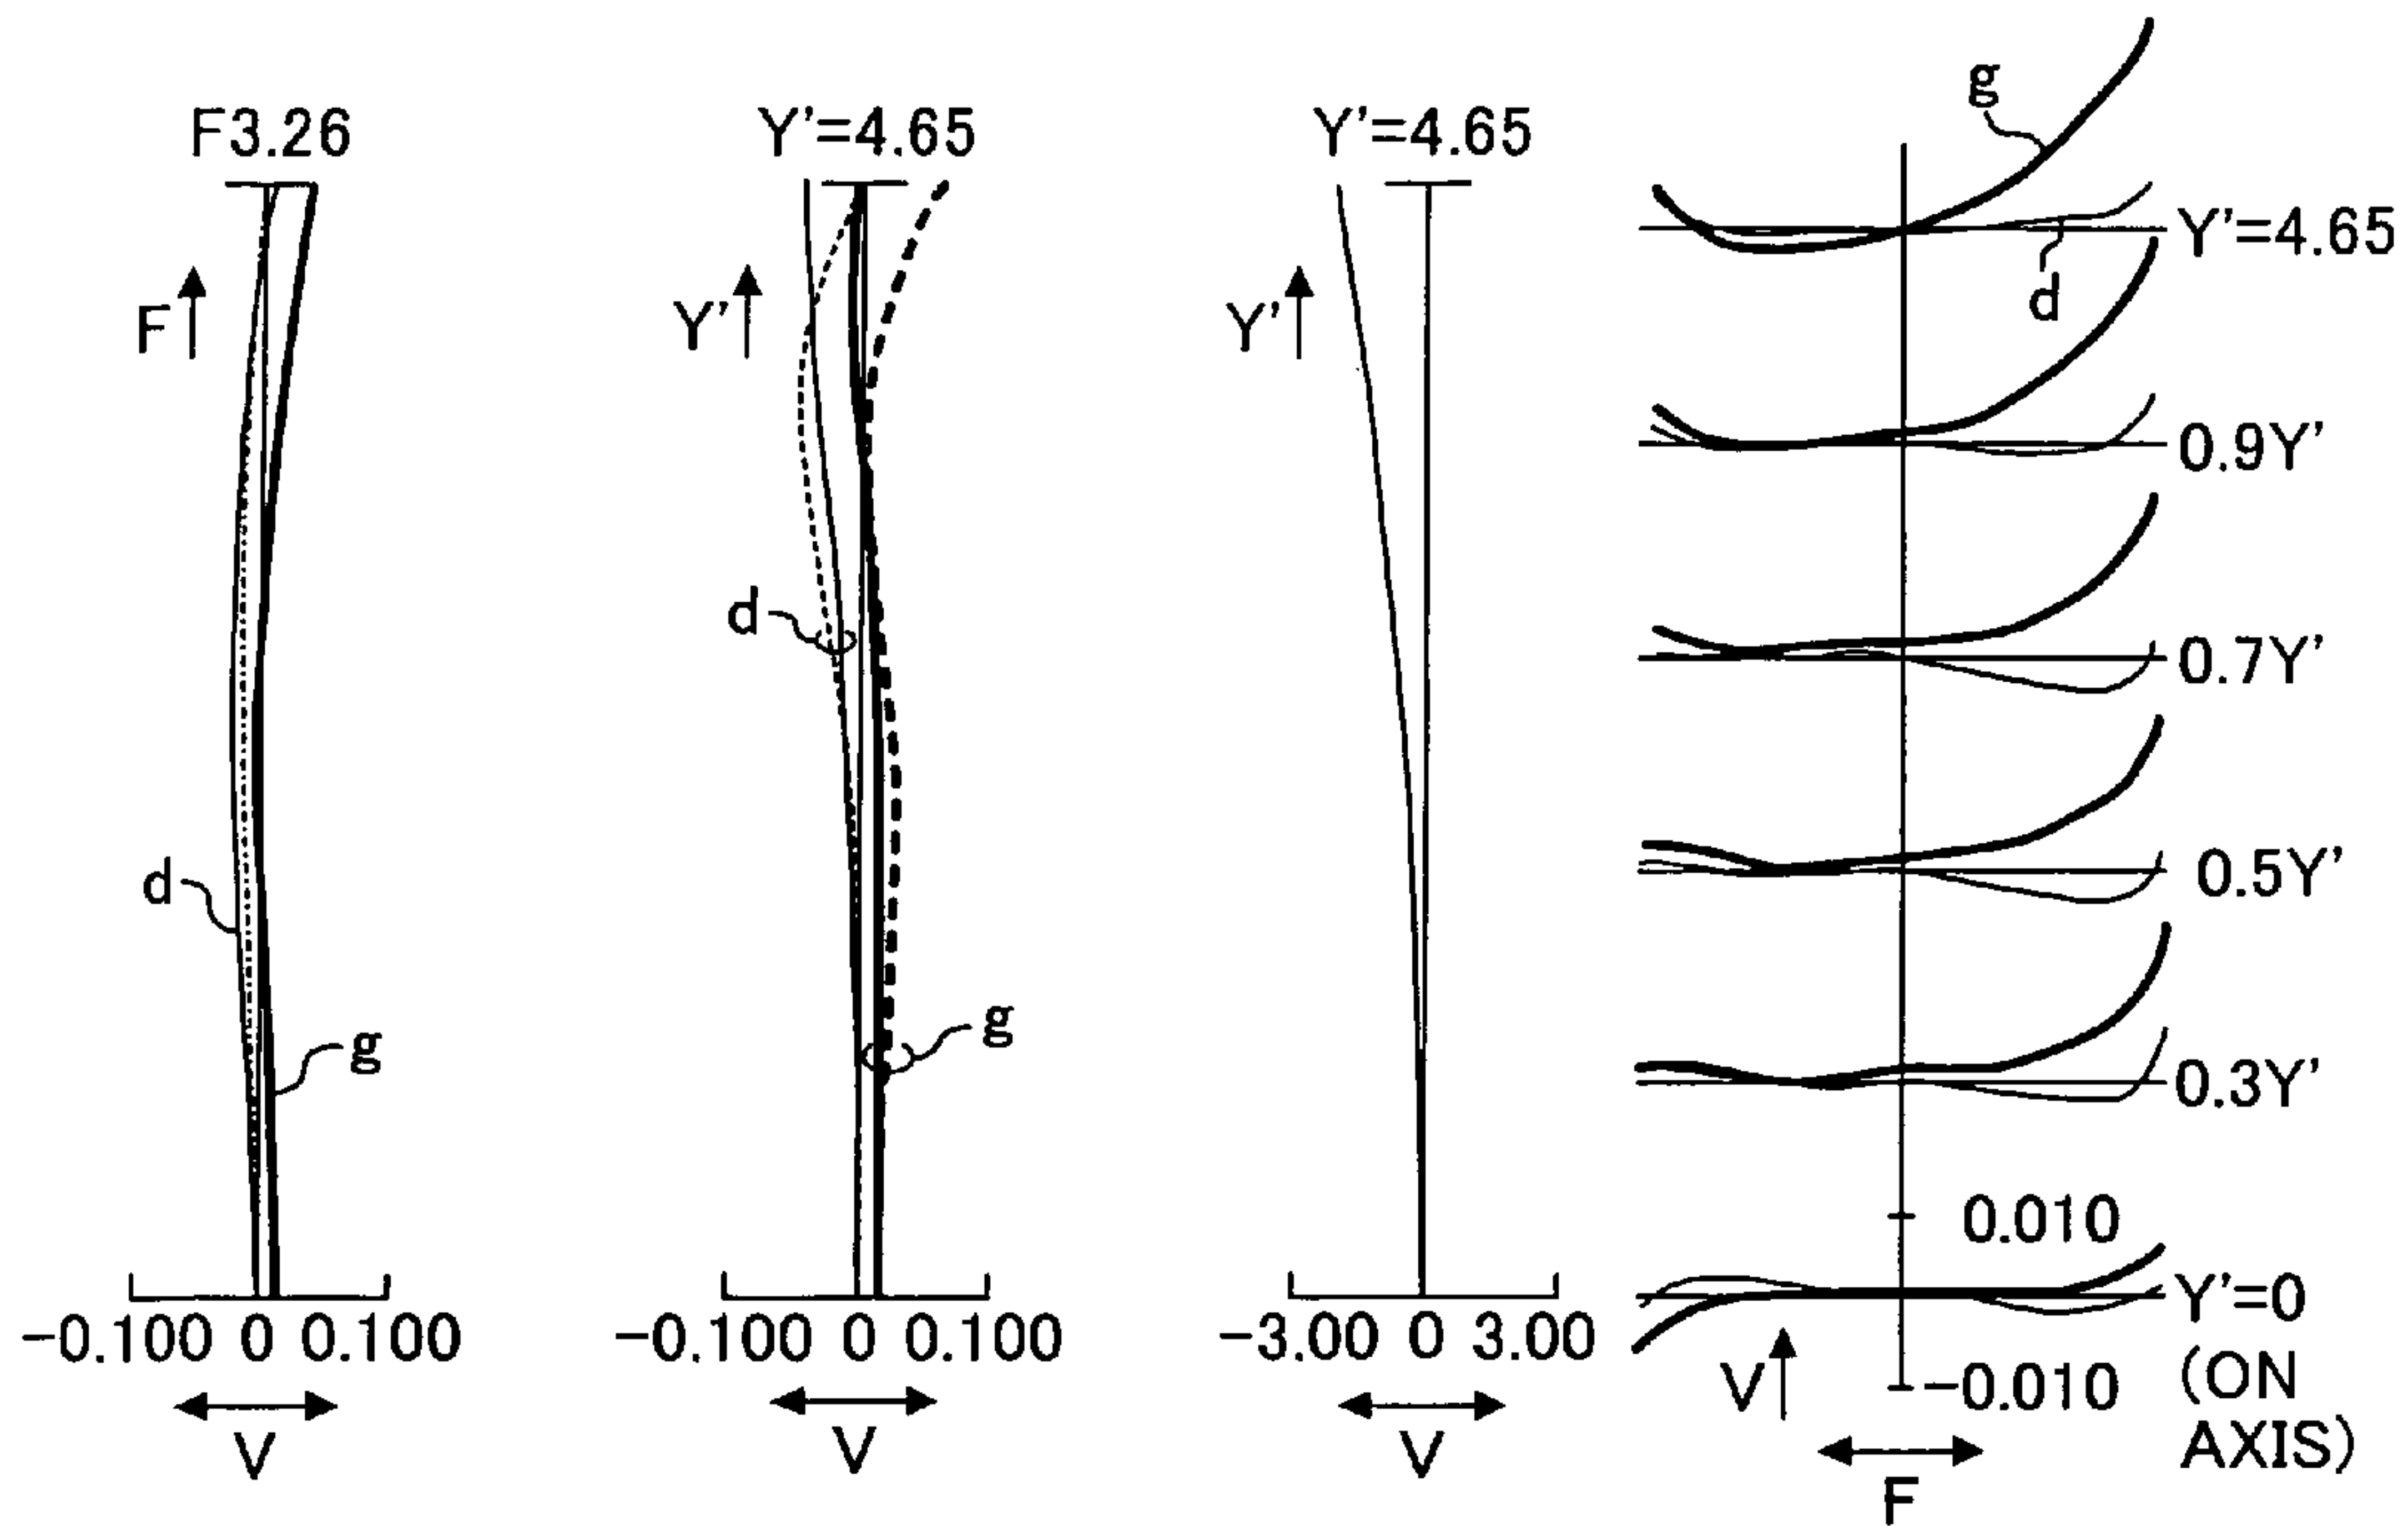 F3.26
F
d
g
-0.100 0 0.100
V
Y'=4.65
Y'
d
g
-0.100 0 0.100
V
Y'=4.65
Y'
-3.00 0 3.00
V
g
Y'=4.65
d
0.9Y'
0.7Y'
0.5Y'
0.3Y'
0.010
Y'=0
(ON
AXIS)
V
-0.010
F